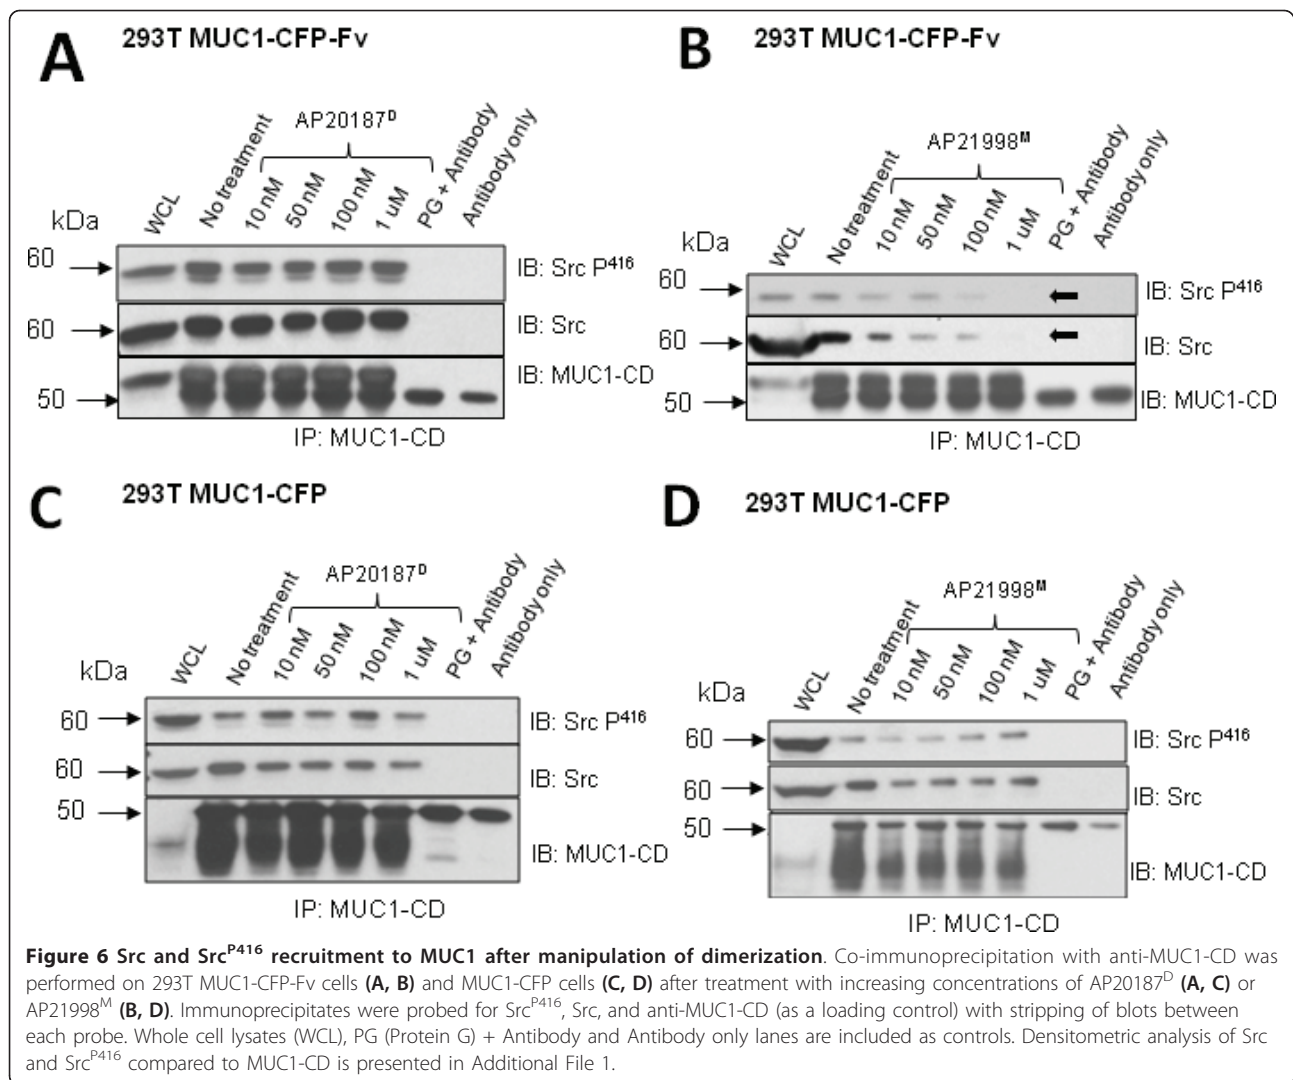 A
293T MUC1-CFP-Fv
AP20187ᴰ
kDa
WCL
No treatment
10 nM
50 nM
100 nM
1 uM
PG + Antibody
Antibody only
60
IB: Src P⁴¹⁶
60
IB: Src
IB: MUC1-CD
50
IP: MUC1-CD
B
293T MUC1-CFP-Fv
AP21998ᴹ
kDa
WCL
No treatment
10 nM
50 nM
100 nM
1 uM
PG + Antibody
Antibody only
60
IB: Src P⁴¹⁶
60
IB: Src
50
IB: MUC1-CD
IP: MUC1-CD
C
293T MUC1-CFP
AP20187ᴰ
kDa
WCL
No treatment
10 nM
50 nM
100 nM
1 uM
PG + Antibody
Antibody only
60
IB: Src P⁴¹⁶
60
IB: Src
50
IB: MUC1-CD
IP: MUC1-CD
D
293T MUC1-CFP
AP21998ᴹ
kDa
WCL
No treatment
10 nM
50 nM
100 nM
1 uM
PG + Antibody
Antibody only
60
IB: Src P⁴¹⁶
60
IB: Src
50
IB: MUC1-CD
IP: MUC1-CD
Figure 6 Src and Srcᴾ⁴¹⁶ recruitment to MUC1 after manipulation of dimerization. Co-immunoprecipitation with anti-MUC1-CD was
performed on 293T MUC1-CFP-Fv cells (A, B) and MUC1-CFP cells (C, D) after treatment with increasing concentrations of AP20187ᴰ (A, C) or
AP21998ᴹ (B, D). Immunoprecipitates were probed for Srcᴾ⁴¹⁶, Src, and anti-MUC1-CD (as a loading control) with stripping of blots between
each probe. Whole cell lysates (WCL), PG (Protein G) + Antibody and Antibody only lanes are included as controls. Densitometric analysis of Src
and Srcᴾ⁴¹⁶ compared to MUC1-CD is presented in Additional File 1.